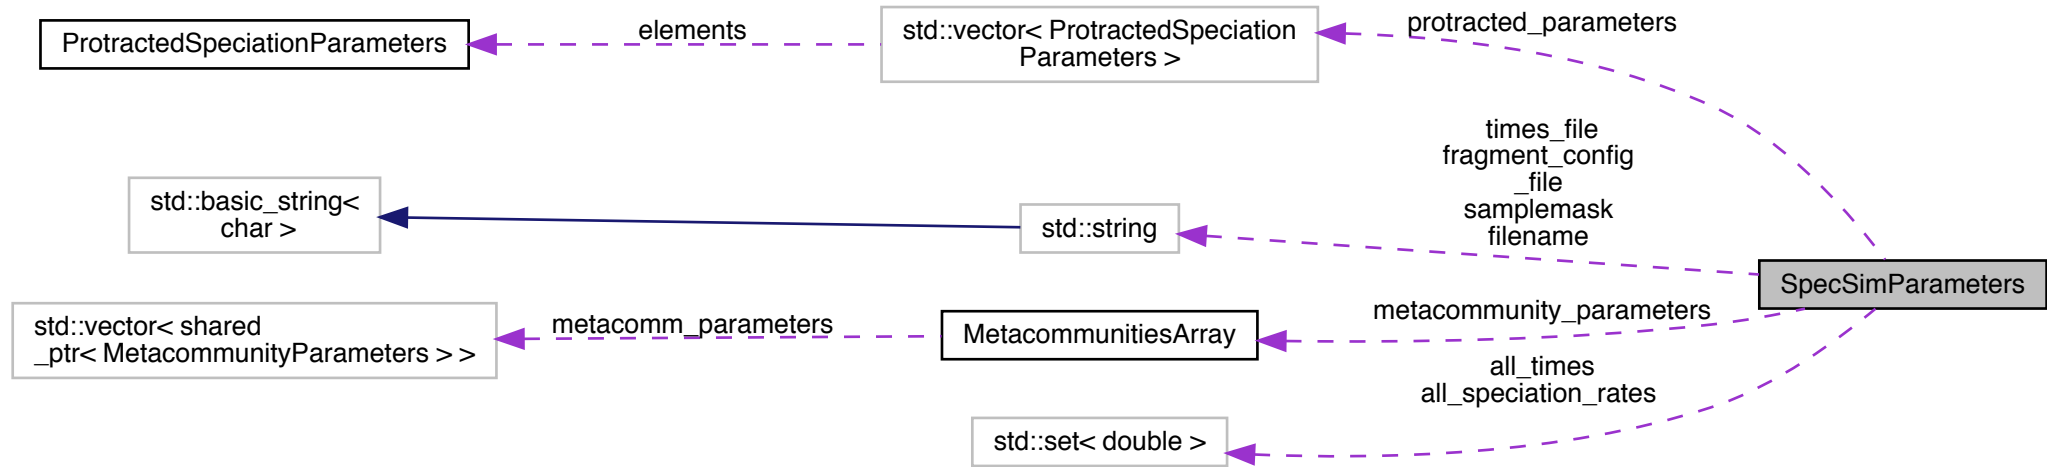 ProtractedSpeciationParameters
elements
std::vector< ProtractedSpeciation
Parameters >
protracted_parameters
times_file
fragment_config
_file
samplemask
filename
std::basic_string<
char >
std::string
SpecSimParameters
std::vector< shared
_ptr< MetacommunityParameters > >
metacomm_parameters
MetacommunitiesArray
metacommunity_parameters
all_times
all_speciation_rates
std::set< double >